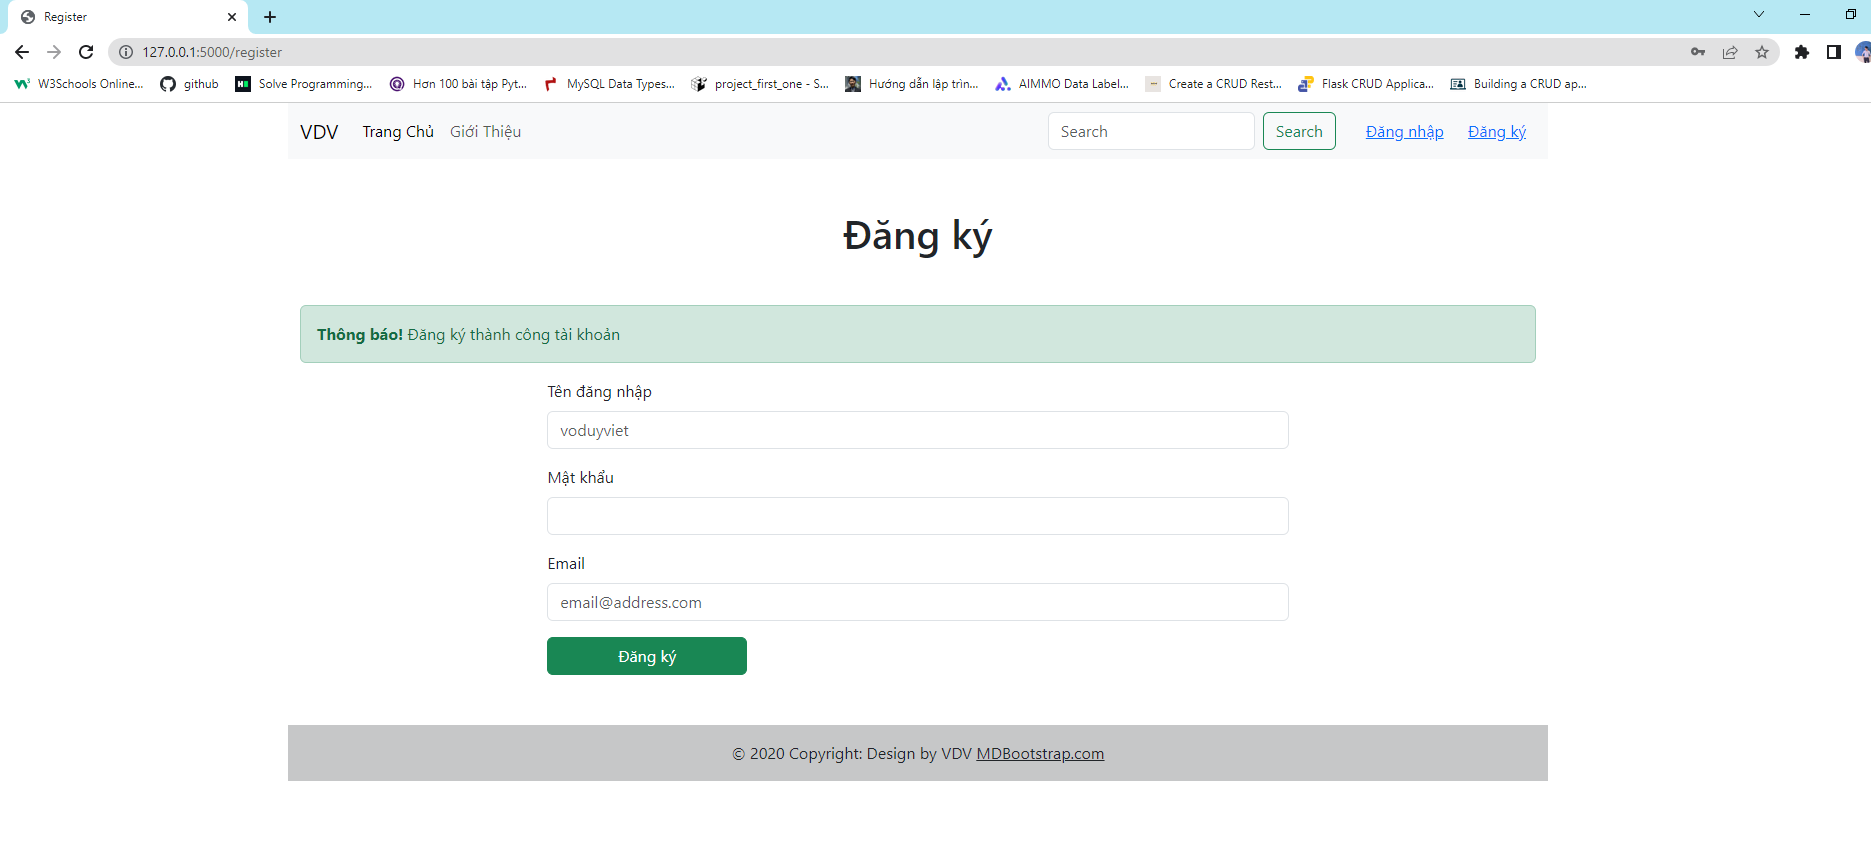 Register
127.0.0.1:5000/register
W3Schools Online... github Solve Programming... Hơn 100 bài tập Pyt... MySQL Data Types... project_first_one - S... Hướng dẫn lập trìn... AIMMO Data Label... Create a CRUD Rest... Flask CRUD Applica... Building a CRUD ap...
VDV Trang Chủ Giới Thiệu Search Search Đăng nhập Đăng ký
Đăng ký
Thông báo! Đăng ký thành công tài khoản
Tên đăng nhập
voduyviet
Mật khẩu
Email
email@address.com
Đăng ký
© 2020 Copyright: Design by VDV MDBootstrap.com